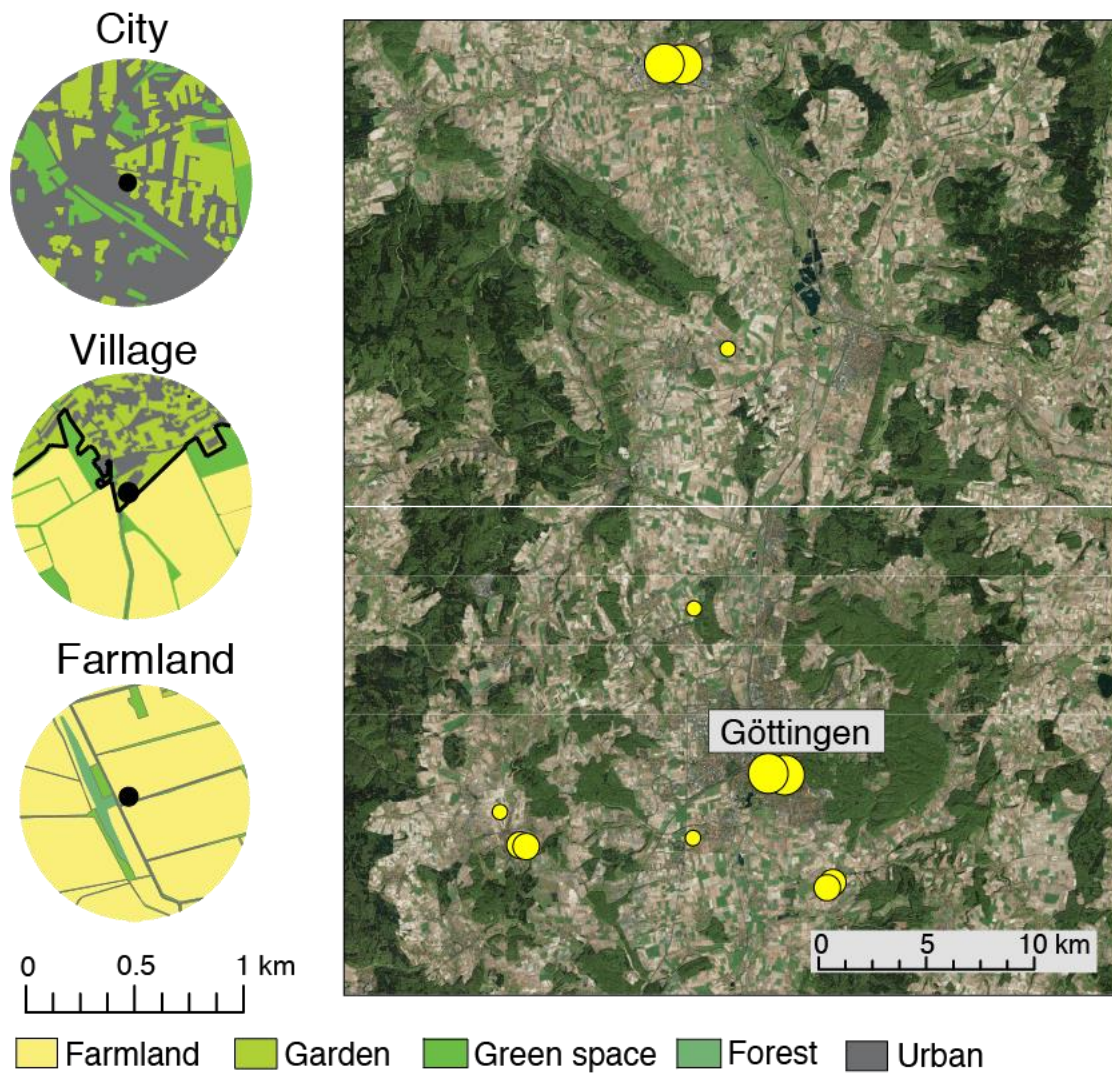 City
Village
Farmland
0 0.5 1 km
Göttingen
0 5 10 km
Farmland Garden Green space Forest Urban